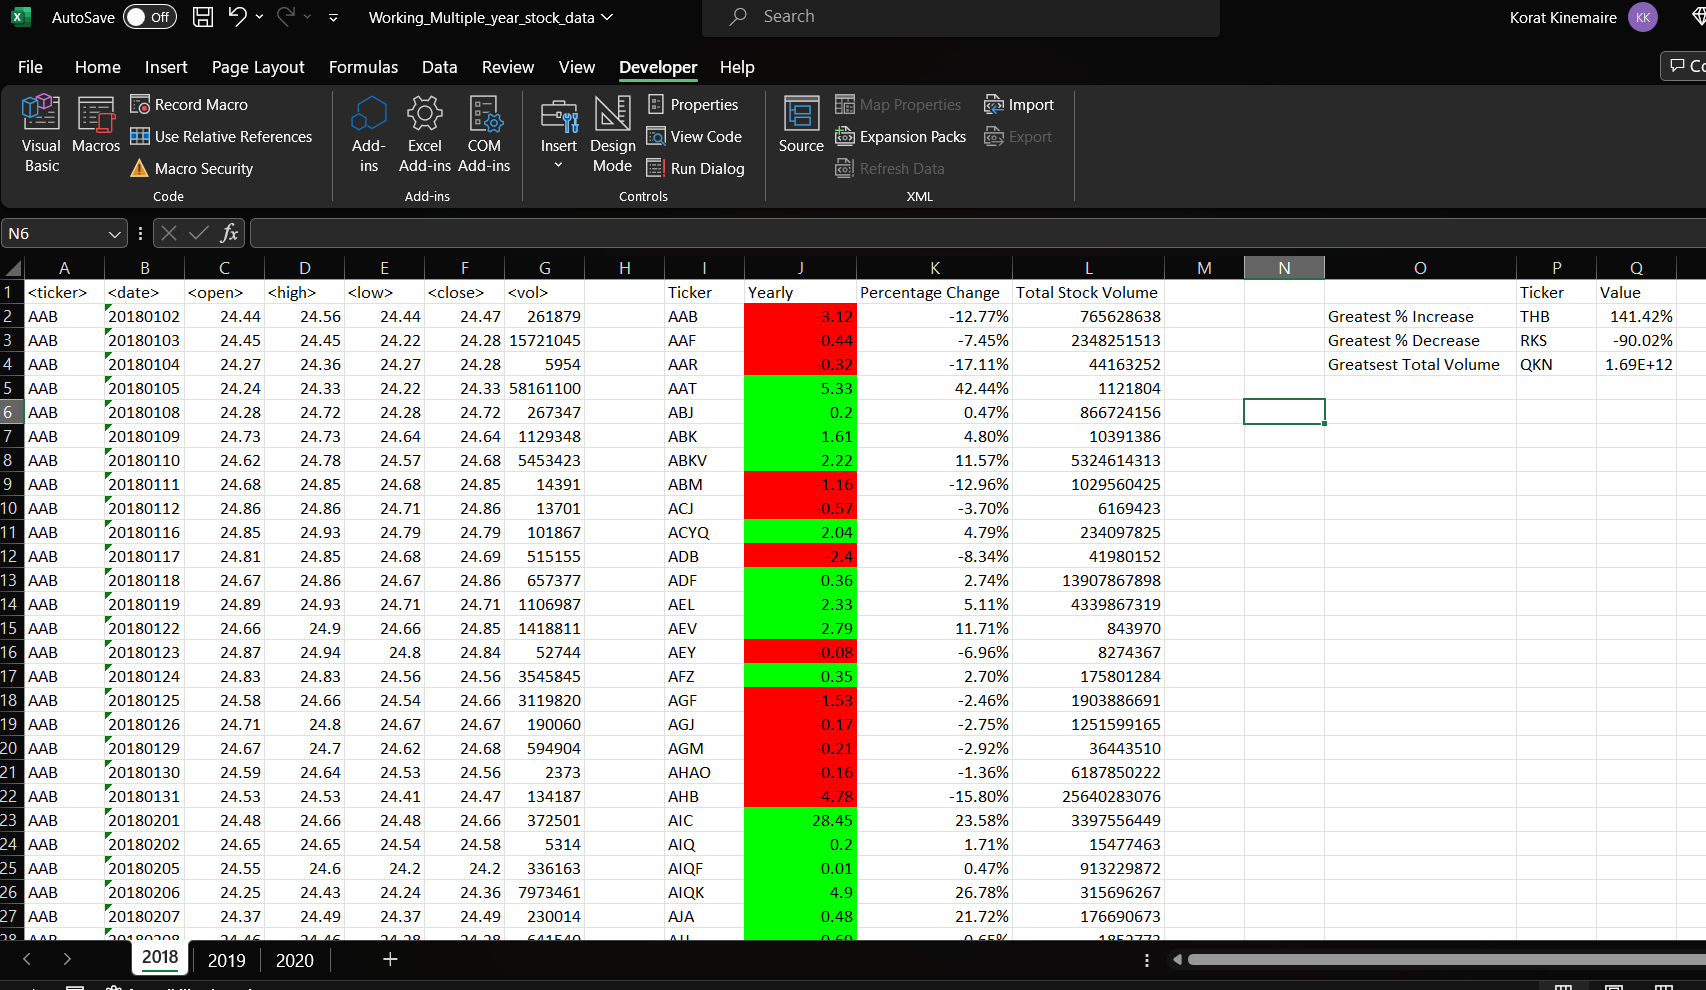 AutoSave Off Working_Multiple_year_stock_data Search Korat Kinemaire KK
File Home Insert Page Layout Formulas Data Review View Developer Help
Visual Basic
Macros
Record Macro
Use Relative References
Macro Security
Code
Add-ins
Excel Add-ins
COM Add-ins
Add-ins
Insert
Design Mode
Properties
View Code
Run Dialog
Controls
Source
Map Properties
Expansion Packs
Refresh Data
Import
Export
XML
N6 fx
A B C D E F G H I J K L M N O P Q
1 <ticker> <date> <open> <high> <low> <close> <vol> Ticker Yearly Percentage Change Total Stock Volume Ticker Value
2 AAB 20180102 24.44 24.56 24.44 24.47 261879 AAB -3.12 -12.77% 765628638 Greatest % Increase THB 141.42%
3 AAB 20180103 24.45 24.45 24.22 24.28 15721045 AAF -0.44 -7.45% 2348251513 Greatest % Decrease RKS -90.02%
4 AAB 20180104 24.27 24.36 24.27 24.28 5954 AAR -0.32 -17.11% 44163252 Greatsest Total Volume QKN 1.69E+12
5 AAB 20180105 24.24 24.33 24.22 24.33 58161100 AAT 5.33 42.44% 1121804
6 AAB 20180108 24.28 24.72 24.28 24.72 267347 ABJ 0.2 0.47% 866724156
7 AAB 20180109 24.73 24.73 24.64 24.64 1129348 ABK 1.61 4.80% 10391386
8 AAB 20180110 24.62 24.78 24.57 24.68 5453423 ABKV 2.22 11.57% 5324614313
9 AAB 20180111 24.68 24.85 24.68 24.85 14391 ABM -1.16 -12.96% 1029560425
10 AAB 20180112 24.86 24.86 24.71 24.86 13701 ACJ -0.57 -3.70% 6169423
11 AAB 20180116 24.85 24.93 24.79 24.79 101867 ACYQ 2.04 4.79% 234097825
12 AAB 20180117 24.81 24.85 24.68 24.69 515155 ADB -2.4 -8.34% 41980152
13 AAB 20180118 24.67 24.86 24.67 24.86 657377 ADF 0.36 2.74% 13907867898
14 AAB 20180119 24.89 24.93 24.71 24.71 1106987 AEL 2.33 5.11% 4339867319
15 AAB 20180122 24.66 24.9 24.66 24.85 1418811 AEV 2.79 11.71% 843970
16 AAB 20180123 24.87 24.94 24.8 24.84 52744 AEY -0.08 -6.96% 8274367
17 AAB 20180124 24.83 24.83 24.56 24.56 3545845 AFZ 0.35 2.70% 175801284
18 AAB 20180125 24.58 24.66 24.54 24.66 3119820 AGF -1.53 -2.46% 1903886691
19 AAB 20180126 24.71 24.8 24.67 24.67 190060 AGJ -0.17 -2.75% 1251599165
20 AAB 20180129 24.67 24.7 24.62 24.68 594904 AGM -0.21 -2.92% 36443510
21 AAB 20180130 24.59 24.64 24.53 24.56 2373 AHAO -0.16 -1.36% 6187850222
22 AAB 20180131 24.53 24.53 24.41 24.47 134187 AHB -4.78 -15.80% 25640283076
23 AAB 20180201 24.48 24.66 24.48 24.66 372501 AIC 28.45 23.58% 3397556449
24 AAB 20180202 24.65 24.65 24.54 24.58 5314 AIQ 0.2 1.71% 15477463
25 AAB 20180205 24.55 24.6 24.2 24.2 336163 AIQF 0.01 0.47% 913229872
26 AAB 20180206 24.25 24.43 24.24 24.36 7973461 AIQK 4.9 26.78% 315696267
27 AAB 20180207 24.37 24.49 24.37 24.49 230014 AJA 0.48 21.72% 176690673
2018 2019 2020